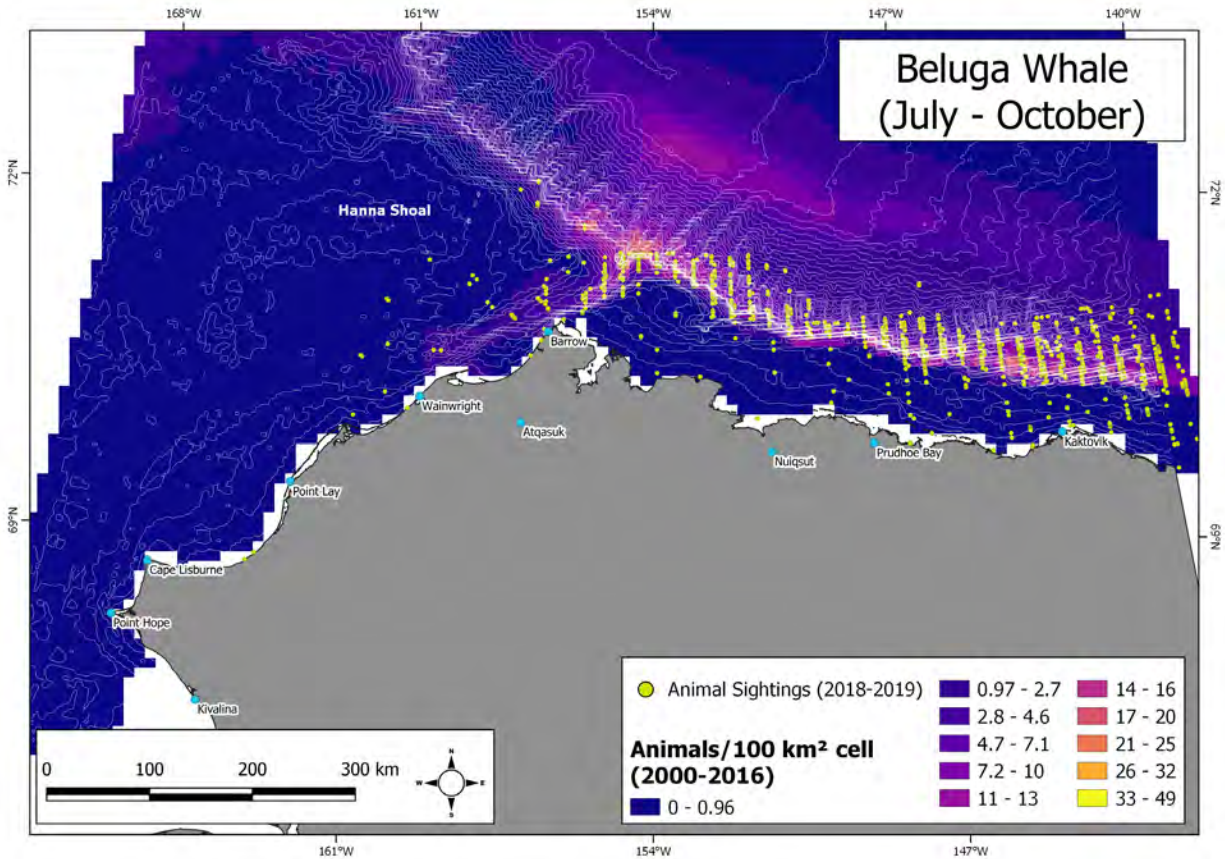 168°W 161°W 154°W 147°W 140°W
Beluga Whale
(July - October)
72°N
72°N
Hanna Shoal
Barrow
Wainwright
Atqasuk
Nuiqsut
Prudhoe Bay
Kaktovik
Point Lay
69°N
69°N
Cape Lisburne
Point Hope
Kivalina
Animal Sightings (2018-2019)
Animals/100 km² cell
(2000-2016)
0 - 0.96
0.97 - 2.7
2.8 - 4.6
4.7 - 7.1
7.2 - 10
11 - 13
14 - 16
17 - 20
21 - 25
26 - 32
33 - 49
0 100 200 300 km
N
W E
S
161°W 154°W 147°W